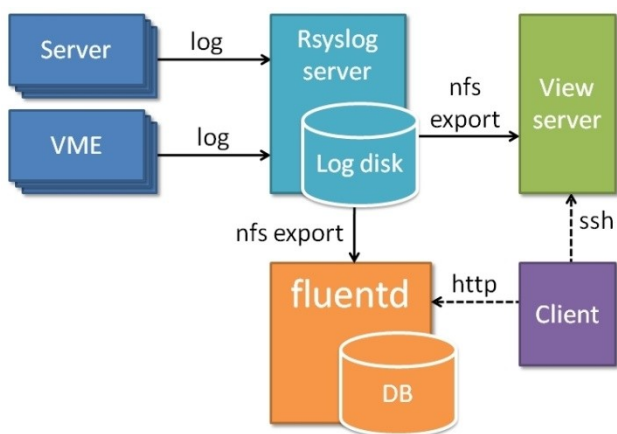 Server
log
Rsyslog
server
View
server
nfs
export
VME
log
Log disk
nfs export
ssh
fluentd
http
Client
DB